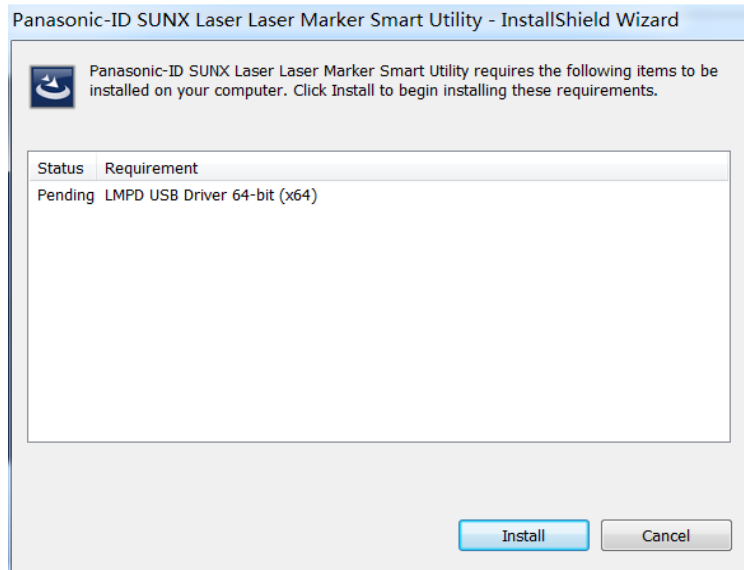 Panasonic-ID SUNX Laser Laser Marker Smart Utility - InstallShield Wizard
Panasonic-ID SUNX Laser Laser Marker Smart Utility requires the following items to be
installed on your computer. Click Install to begin installing these requirements.
Status Requirement
Pending LMPD USB Driver 64-bit (x64)
Install Cancel